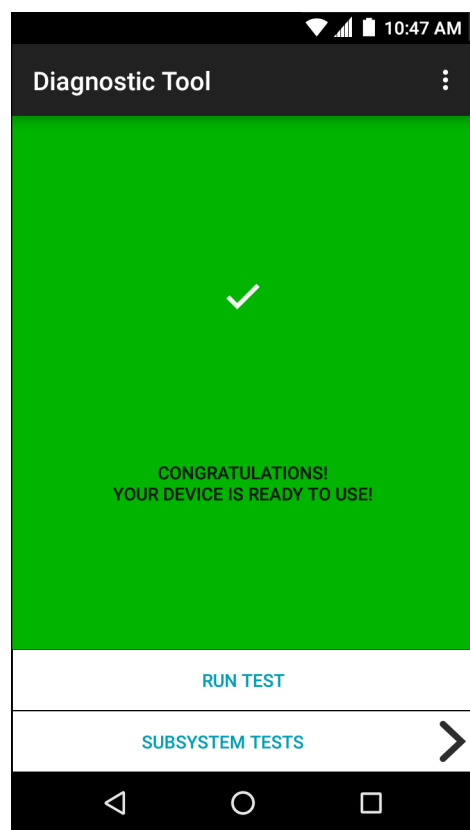 10:47 AM
Diagnostic Tool
CONGRATULATIONS!
YOUR DEVICE IS READY TO USE!
RUN TEST
SUBSYSTEM TESTS